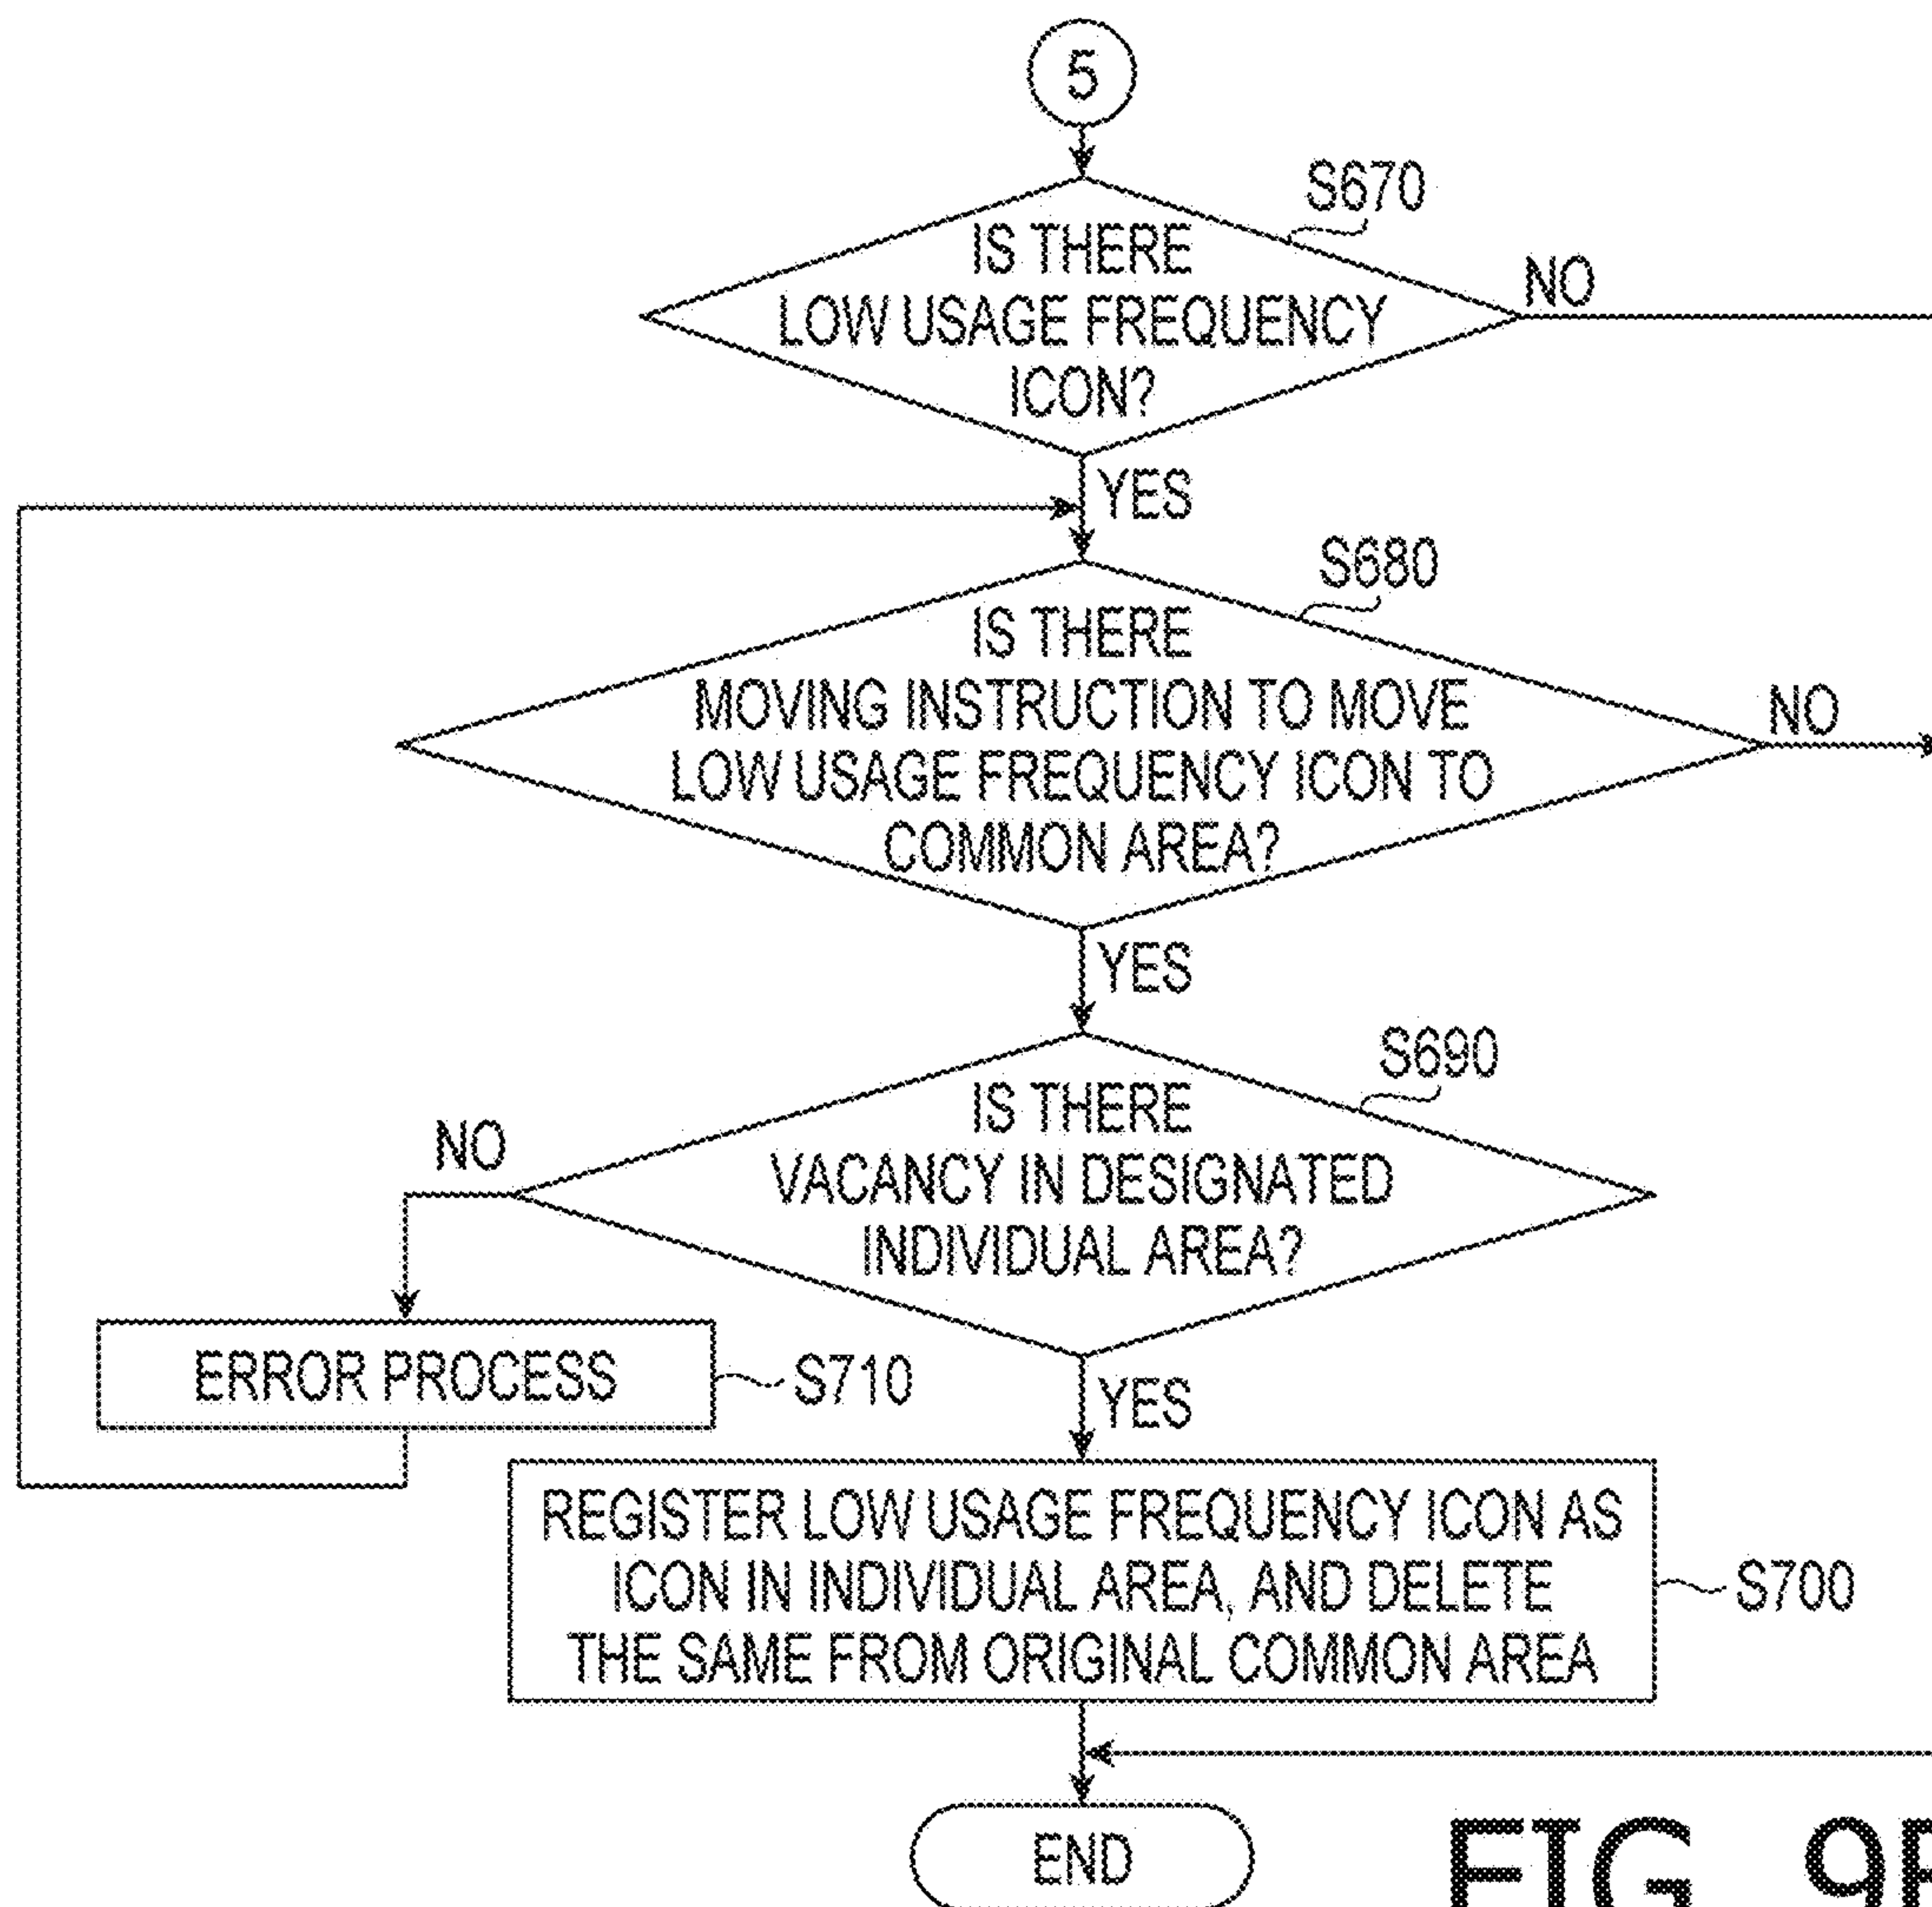 5
S670
IS THERE
LOW USAGE FREQUENCY
ICON?
NO
YES
S680
IS THERE
MOVING INSTRUCTION TO MOVE
LOW USAGE FREQUENCY ICON TO
COMMON AREA?
NO
YES
S690
IS THERE
VACANCY IN DESIGNATED
INDIVIDUAL AREA?
NO
ERROR PROCESS
S710
YES
REGISTER LOW USAGE FREQUENCY ICON AS
ICON IN INDIVIDUAL AREA, AND DELETE
THE SAME FROM ORIGINAL COMMON AREA
S700
END
FIG. 9